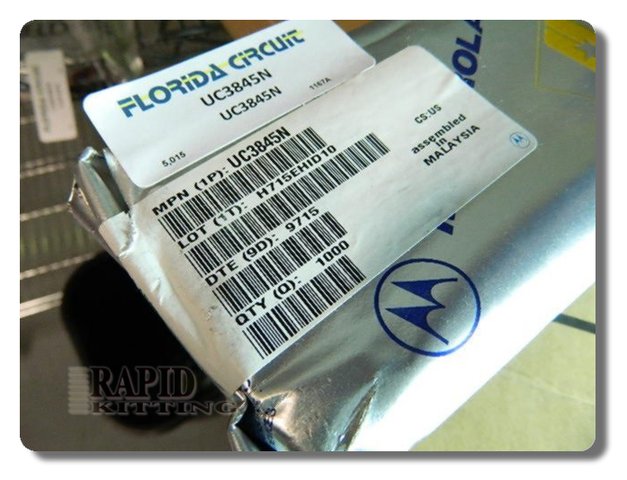 FLORIDA CIRCUIT
UC3845N
UC3845N
5,015
1167A
MPN (1P): UC3845N
LOT (1T): H715EHID10
DTE (9D): 9715
QTY (Q): 1000
CS:US
assembled
in
MALAYSIA
OLA
RAPID
KITTING